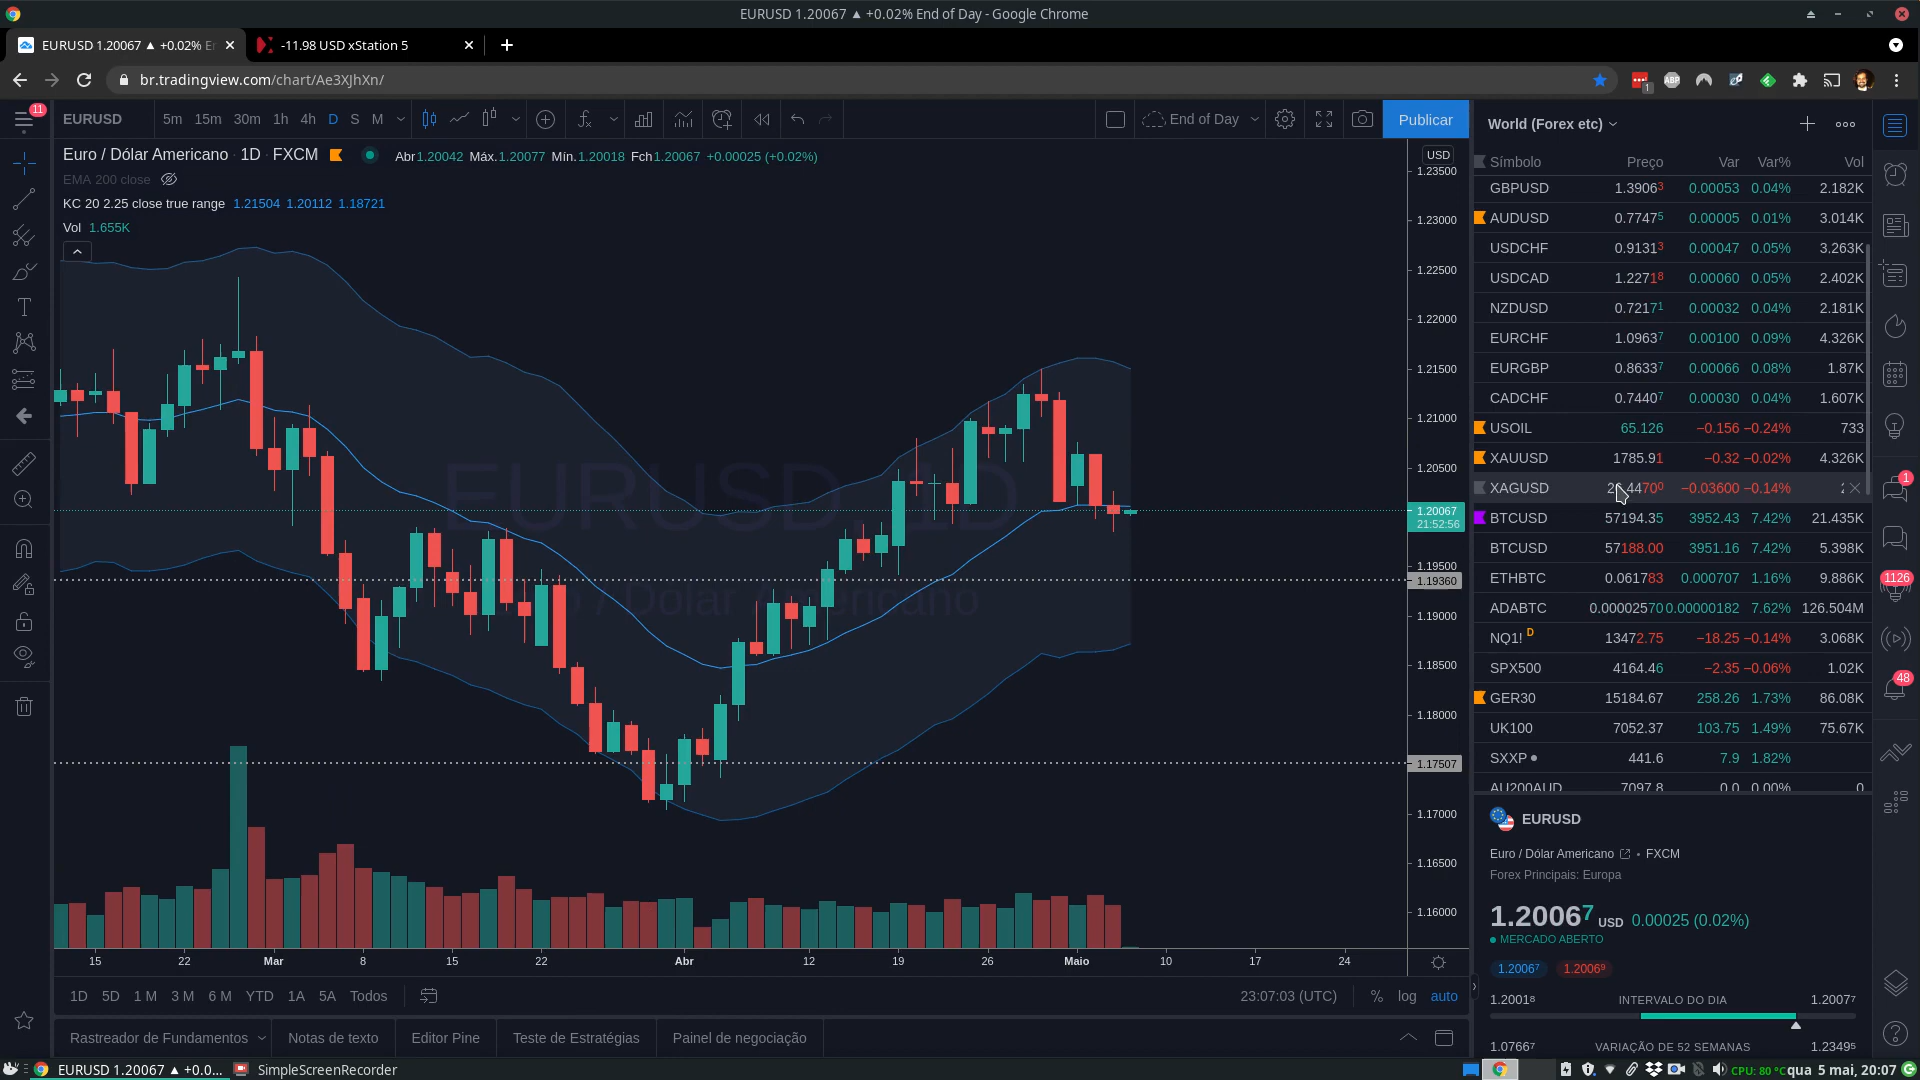 EURUSD 1.20067 ▲ +0.02% End of Day - Google Chrome
EURUSD 1.20067 ▲ +0.02% E
-11.98 USD xStation 5
br.tradingview.com/chart/Ae3XJhXn/
1
ABP
11
EURUSD
5m 15m 30m 1h 4h D S M
End of Day
Publicar
Euro / Dólar Americano 1D FXCM
Abr1.20042 Máx.1.20077 Mín.1.20018 Fch1.20067 +0.00025 (+0.02%)
EMA 200 close
KC 20 2.25 close true range 1.21504 1.20112 1.18721
Vol 1.655K
EURUSD, 1D
Euro / Dólar Americano
USD
1.23500
1.23000
1.22500
1.22000
1.21500
1.21000
1.20500
1.20067
21:52:56
1.19500
1.19360
1.19000
1.18500
1.18000
1.17507
1.17000
1.16500
1.16000
15 22 Mar 8 15 22 Abr 12 19 26 Maio 10 17 24
1D 5D 1 M 3 M 6 M YTD 1A 5A Todos
23:07:03 (UTC) % log auto
Rastreador de Fundamentos Notas de texto Editor Pine Teste de Estratégias Painel de negociação
World (Forex etc)
Símbolo Preço Var Var% Vol
GBPUSD 1.39063 0.00053 0.04% 2.182K
AUDUSD 0.77475 0.00005 0.01% 3.014K
USDCHF 0.91313 0.00047 0.05% 3.263K
USDCAD 1.22718 0.00060 0.05% 2.402K
NZDUSD 0.72171 0.00032 0.04% 2.181K
EURCHF 1.09637 0.00100 0.09% 4.326K
EURGBP 0.86337 0.00066 0.08% 1.87K
CADCHF 0.74407 0.00030 0.04% 1.607K
USOIL 65.126 −0.156 −0.24% 733
XAUUSD 1785.91 −0.32 −0.02% 4.326K
XAGUSD −0.03600 −0.14%
BTCUSD 57194.35 3952.43 7.42% 21.435K
BTCUSD 57188.00 3951.16 7.42% 5.398K
ETHBTC 0.061783 0.000707 1.16% 9.886K
ADABTC 0.00002570 0.00000182 7.62% 126.504M
NQ1! D 13472.75 −18.25 −0.14% 3.068K
SPX500 4164.46 −2.35 −0.06% 1.02K
GER30 15184.67 258.26 1.73% 86.08K
UK100 7052.37 103.75 1.49% 75.67K
SXXP 441.6 7.9 1.82%
AU200AUD 7097.8 0.0 0.00% 0
EURUSD
Euro / Dólar Americano • FXCM
Forex Principais: Europa
1.20067 USD 0.00025 (0.02%)
MERCADO ABERTO
1.20067 1.20069
1.20018 INTERVALO DO DIA 1.20077
1.07667 VARIAÇÃO DE 52 SEMANAS 1.23495
1
1126
48
EURUSD 1.20067 ▲ +0.0...
SimpleScreenRecorder
CPU: 80 °C
qua 5 mai, 20:07